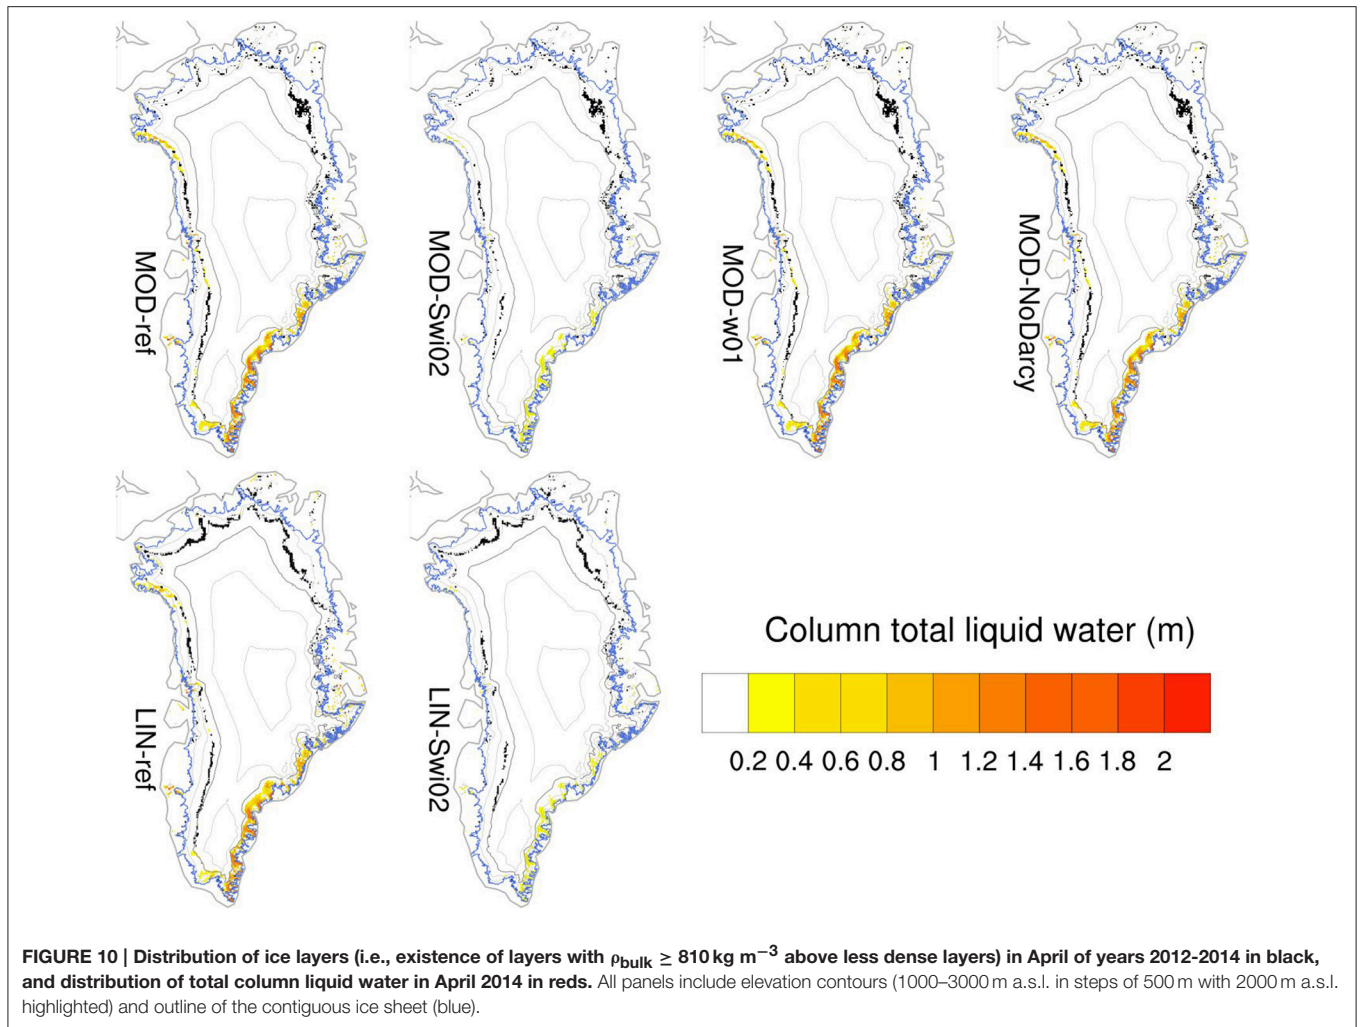 MOD-ref
MOD-Swi02
MOD-w01
MOD-NoDarcy
LIN-ref
LIN-Swi02
Column total liquid water (m)
0.2 0.4 0.6 0.8 1 1.2 1.4 1.6 1.8 2
FIGURE 10 | Distribution of ice layers (i.e., existence of layers with ρbulk ≥ 810 kg m−3 above less dense layers) in April of years 2012-2014 in black,
and distribution of total column liquid water in April 2014 in reds. All panels include elevation contours (1000–3000 m a.s.l. in steps of 500 m with 2000 m a.s.l.
highlighted) and outline of the contiguous ice sheet (blue).